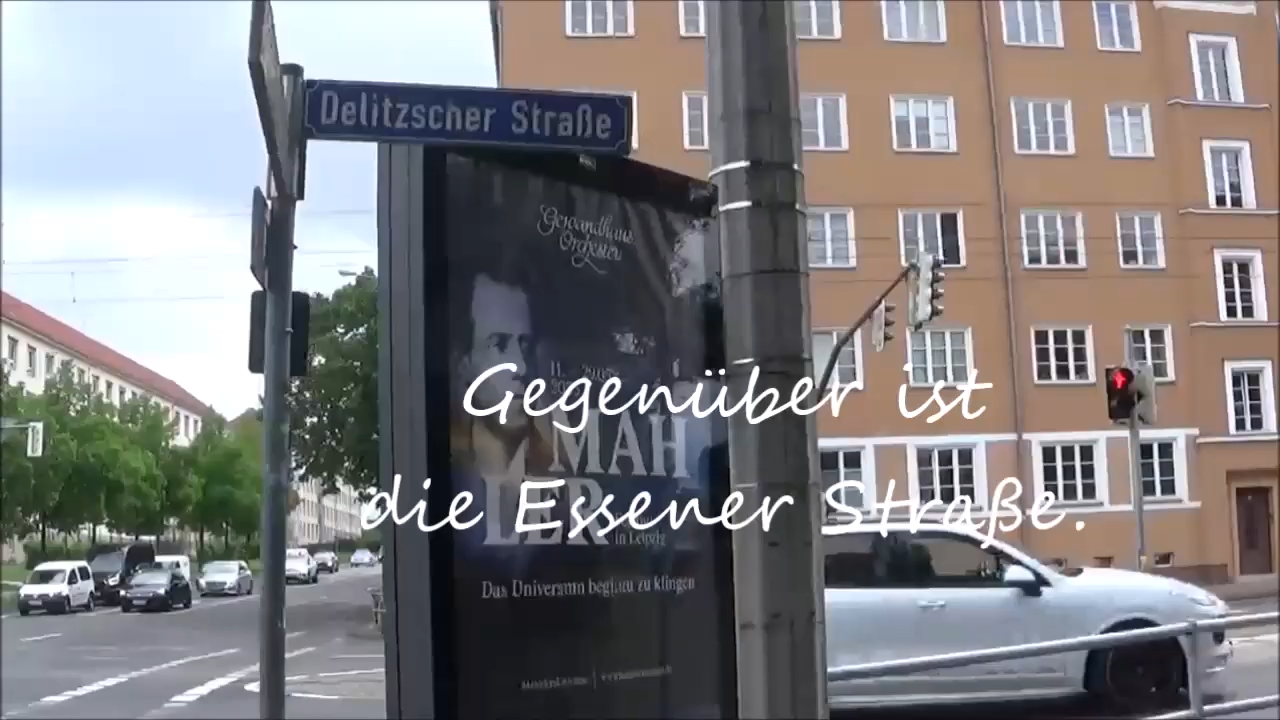 Delitzscher Straße
Gewandhaus
Orchester
MAH
LER
in Leipzig
Das Universum beginnt zu klingen
Gegenüber ist
die Essener Straße.